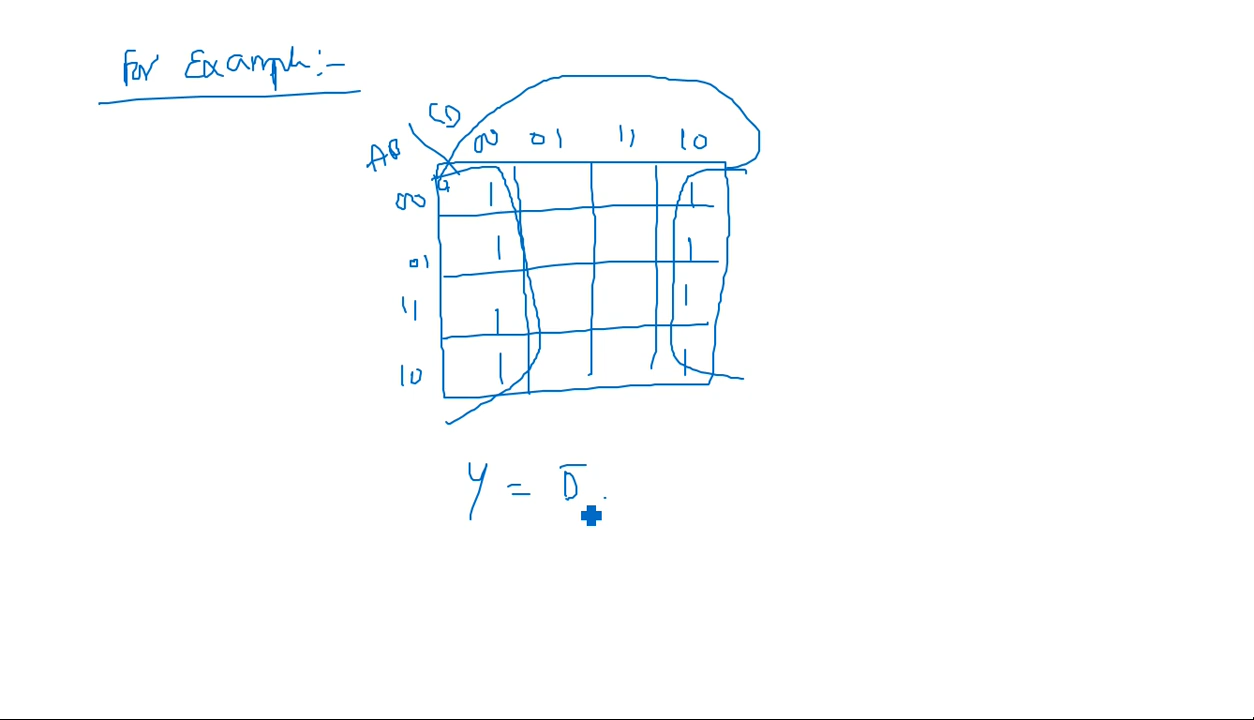 For Example:-
CD
AB
00 01 11 10
00 1 1
01 1 1
11 1 1
10 1 1
Y = D̅